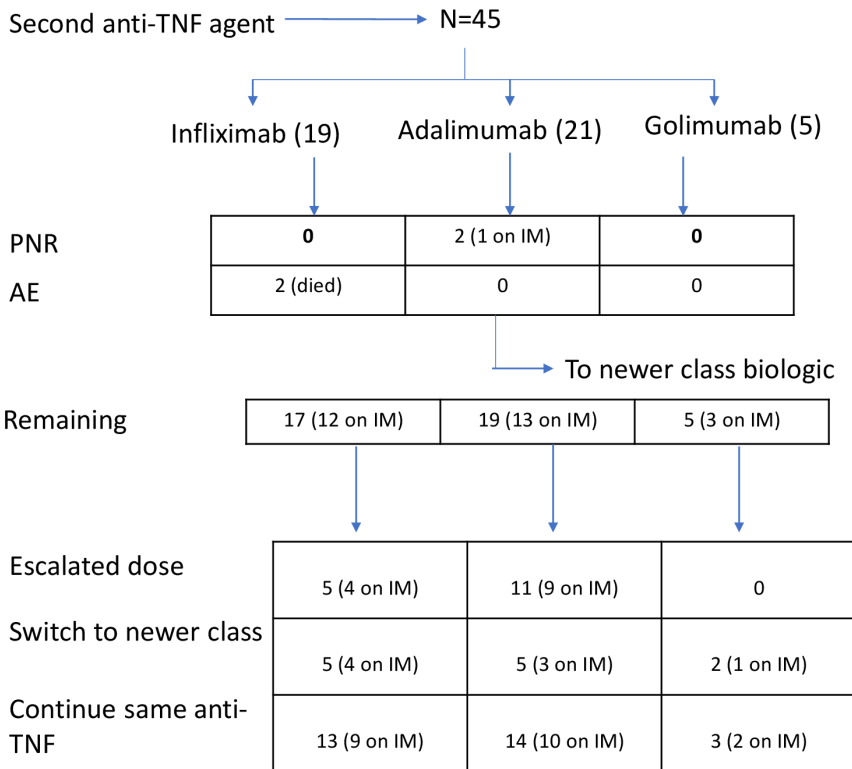 Second anti-TNF agent N=45
Infliximab (19) Adalimumab (21) Golimumab (5)
PNR 0 2 (1 on IM) 0
AE 2 (died) 0 0
To newer class biologic
Remaining 17 (12 on IM) 19 (13 on IM) 5 (3 on IM)
Escalated dose 5 (4 on IM) 11 (9 on IM) 0
Switch to newer class 5 (4 on IM) 5 (3 on IM) 2 (1 on IM)
Continue same anti-
TNF 13 (9 on IM) 14 (10 on IM) 3 (2 on IM)